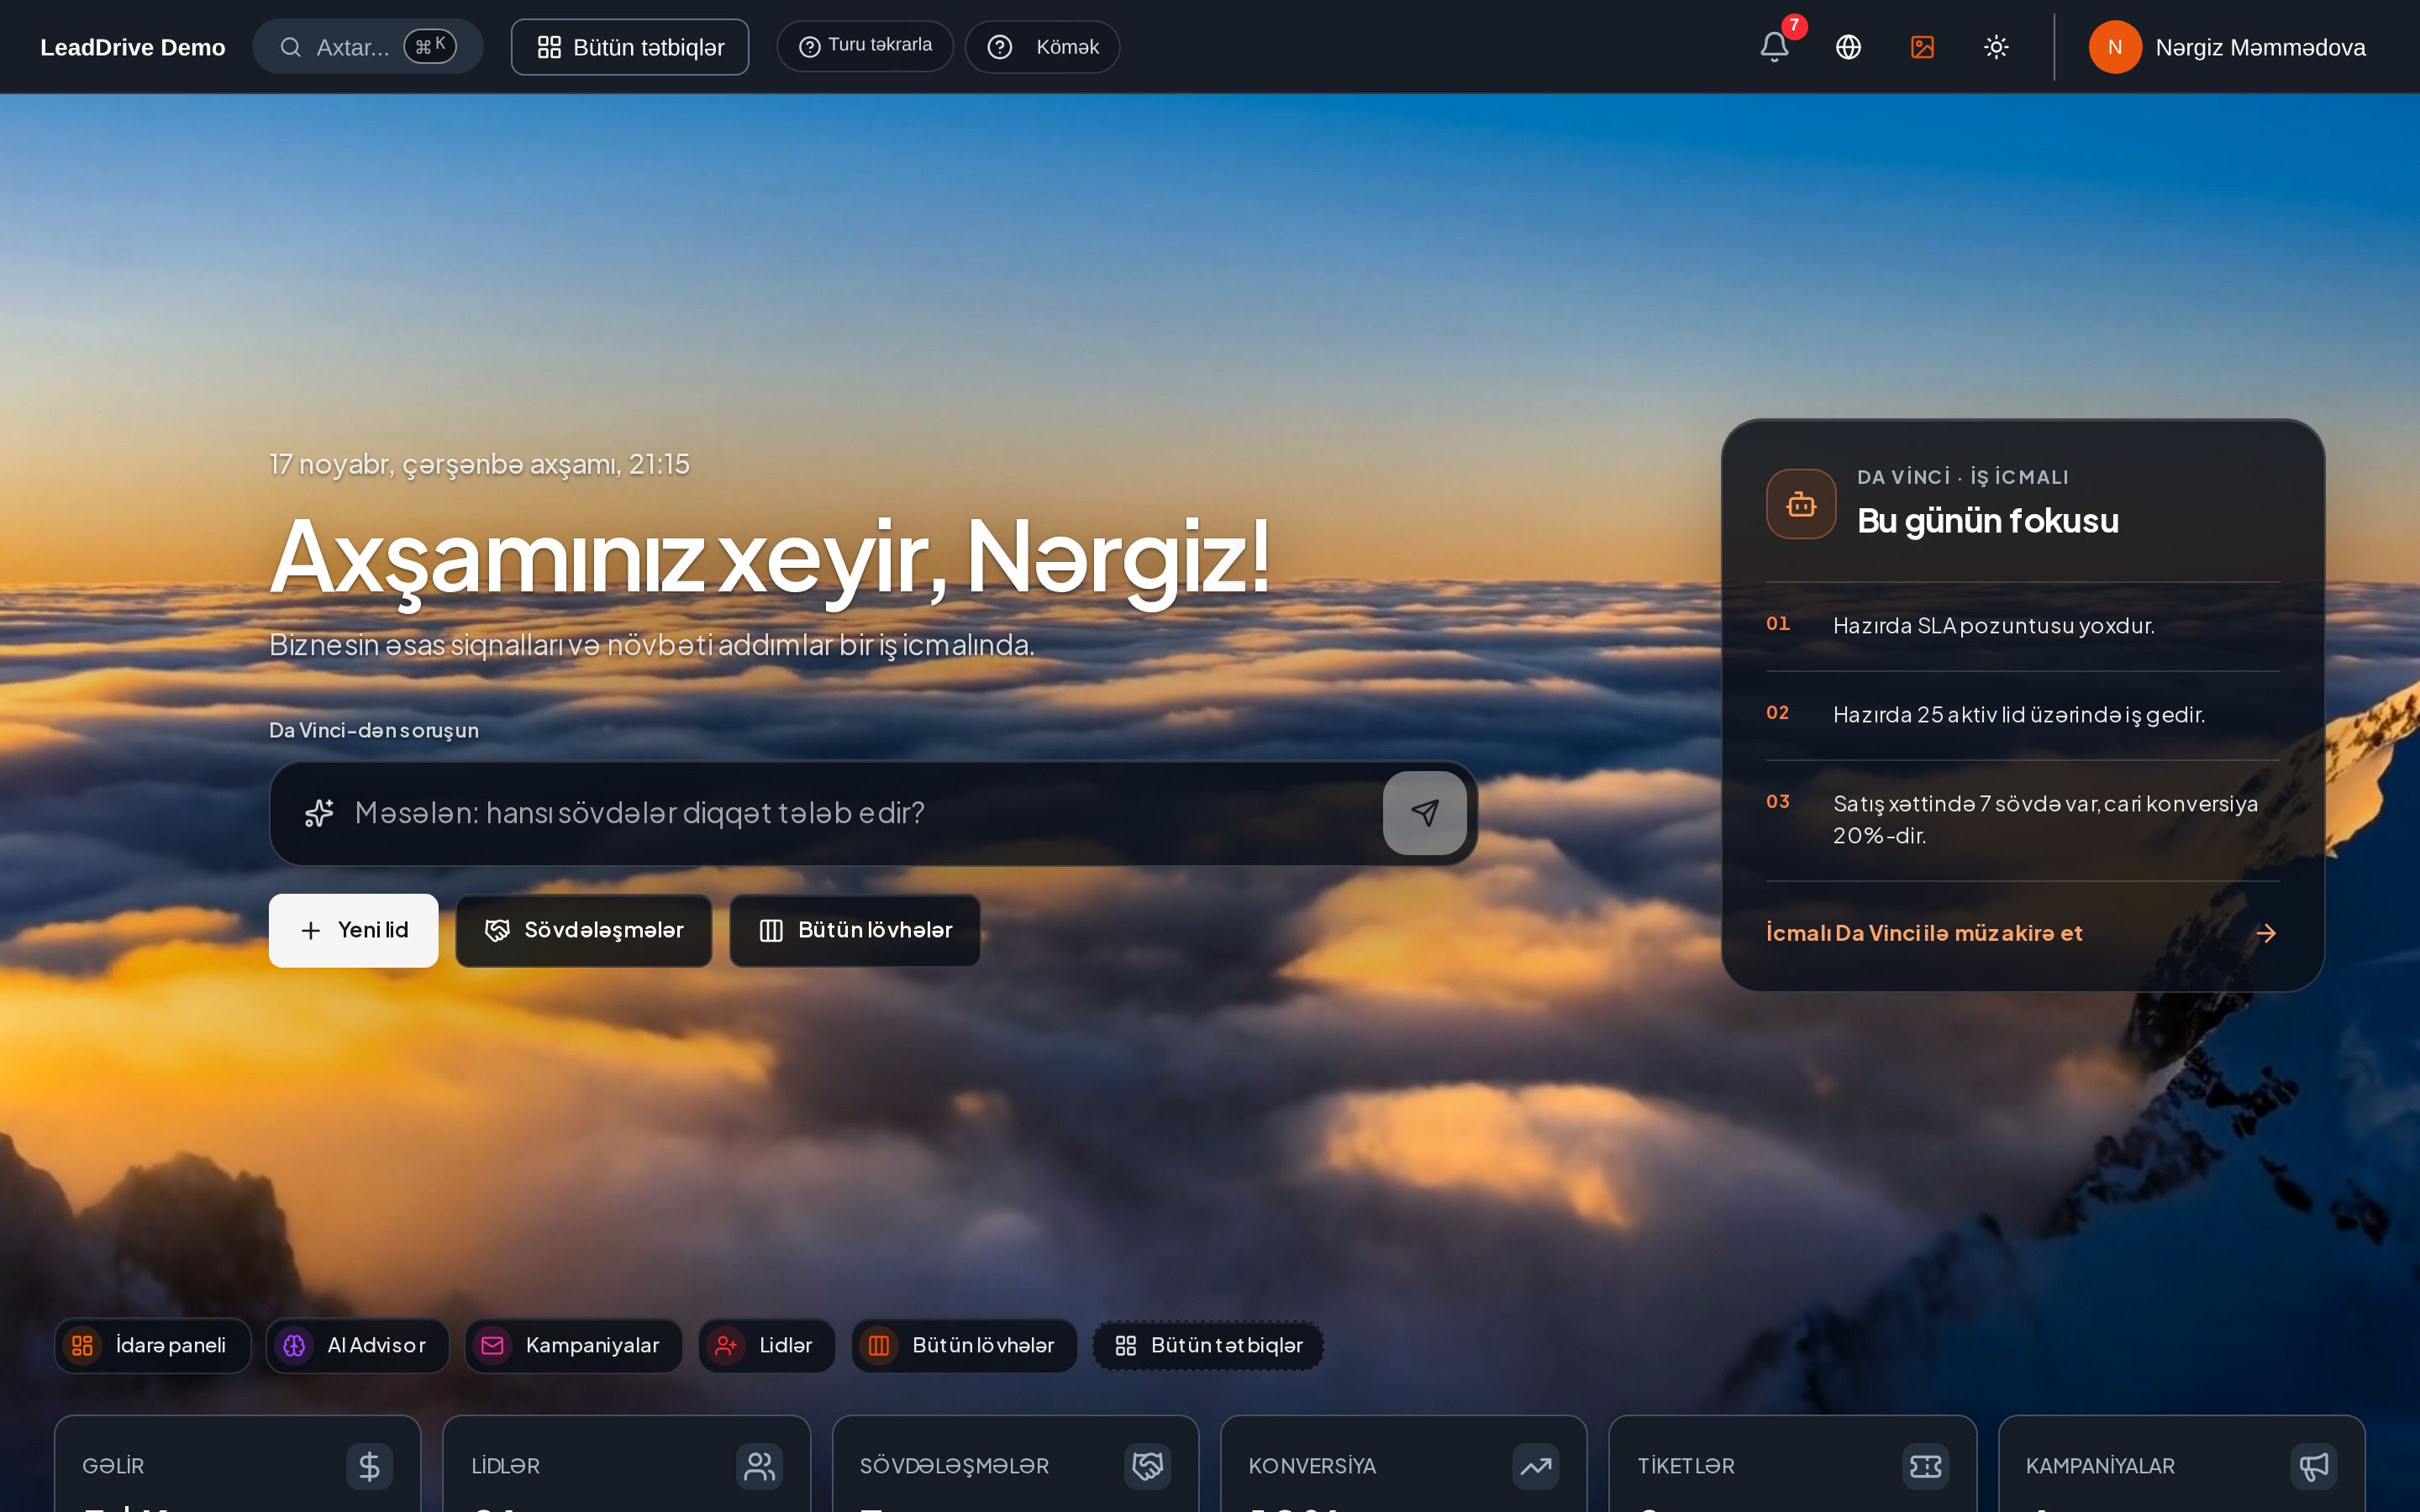 LeadDrive Demo
Axtar... ⌘K
Bütün tətbiqlər
Turu təkrarla
Kömək
7
N
Nərgiz Məmmədova
17 noyabr, çərşənbə axşamı, 21:15
Axşamınız xeyir, Nərgiz!
Biznesin əsas siqnalları və növbəti addımlar bir iş icmalında.
Da Vinci-dən soruşun
Məsələn: hansı sövdələr diqqət tələb edir?
Yeni lid
Sövdələşmələr
Bütün lövhələr
DA VİNCİ · İŞ İCMALI
Bu günün fokusu
01 Hazırda SLA pozuntusu yoxdur.
02 Hazırda 25 aktiv lid üzərində iş gedir.
03 Satış xəttində 7 sövdə var, cari konversiya
20%-dir.
İcmalı Da Vinci ilə müzakirə et
İdarə paneli
AI Advisor
Kampaniyalar
Lidlər
Bütün lövhələr
Bütün tətbiqlər
GƏLİR
LİDLƏR
SÖVDƏLƏŞMƏLƏR
KONVERSİYA
TİKETLƏR
KAMPANİYALAR